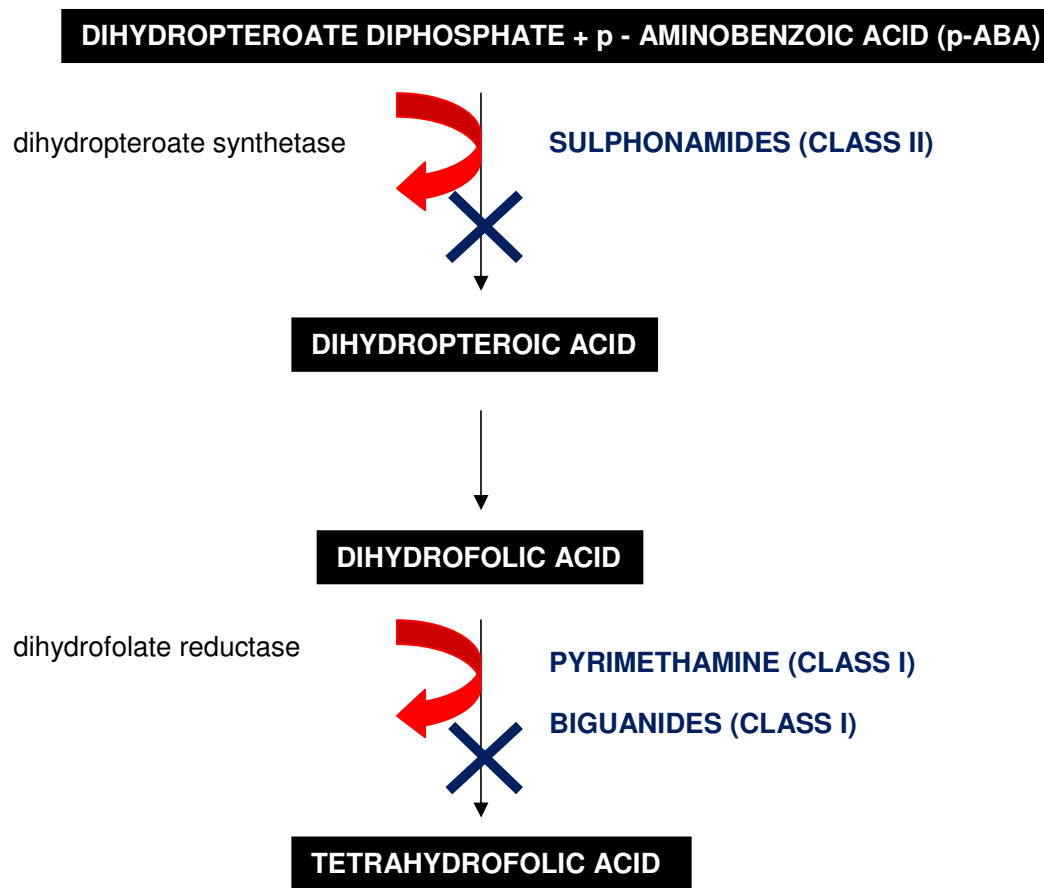 DIHYDROPTEROATE DIPHOSPHATE + p - AMINOBENZOIC ACID (p-ABA)
dihydropteroate synthetase
SULPHONAMIDES (CLASS II)
DIHYDROPTEROIC ACID
DIHYDROFOLIC ACID
dihydrofolate reductase
PYRIMETHAMINE (CLASS I)
BIGUANIDES (CLASS I)
TETRAHYDROFOLIC ACID